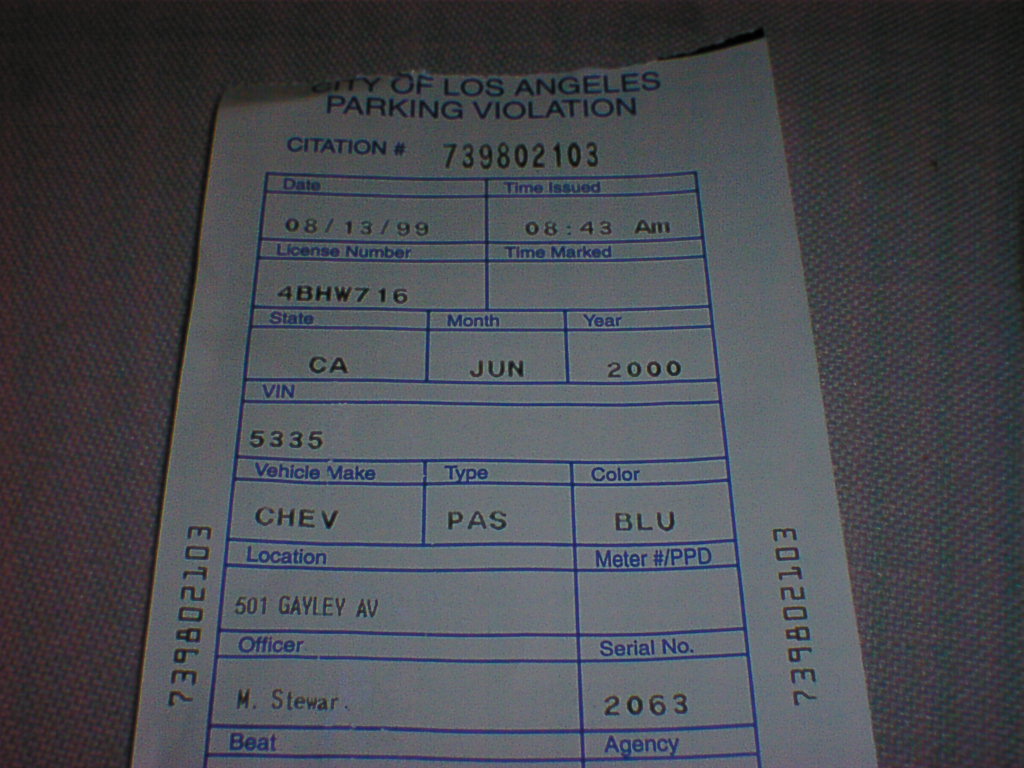 CITY OF LOS ANGELES
PARKING VIOLATION
CITATION # 739802103
Date Time Issued
08/13/99 08:43 Am
License Number Time Marked
4BHW716
State Month Year
CA JUN 2000
VIN
5335
Vehicle Make Type Color
CHEV PAS BLU
Location Meter #/PPD
501 GAYLEY AV
Officer Serial No.
M. Stewar.
2063
Beat Agency
739802103
739802103